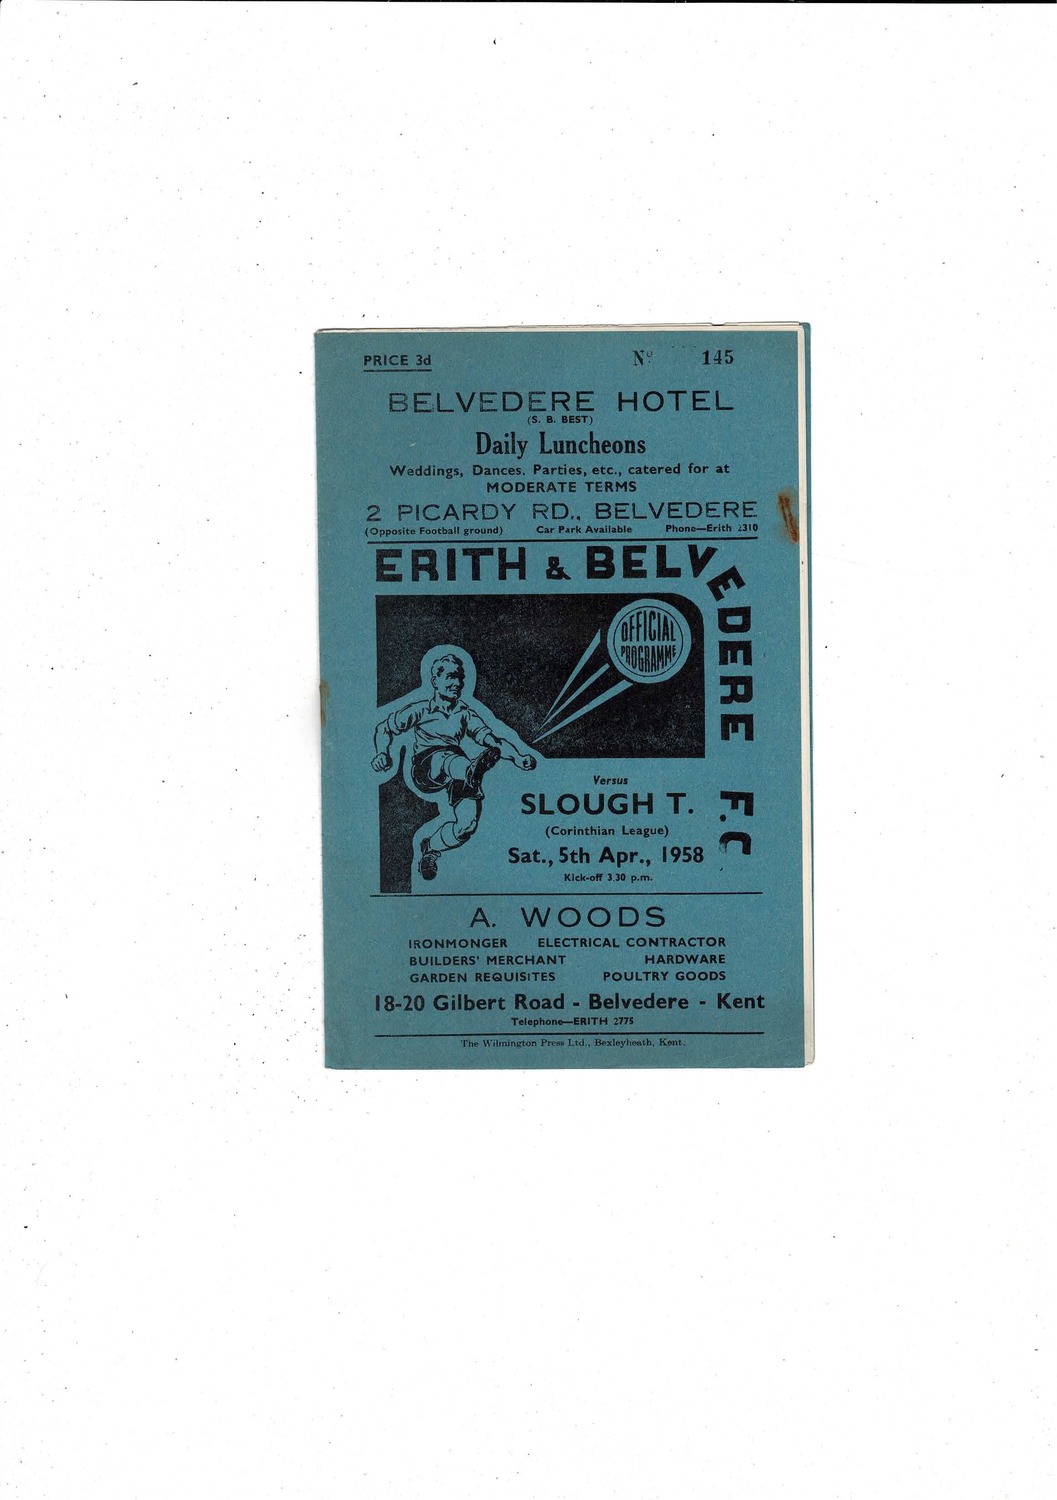 PRICE 3d Nº 145
BELVEDERE HOTEL
(S. B. BEST)
Daily Luncheons
Weddings, Dances, Parties, etc., catered for at
MODERATE TERMS
2 PICARDY RD., BELVEDERE
(Opposite Football ground) Car Park Available Phone—Erith 2310
ERITH & BELVEDERE F.C
OFFICIAL
PROGRAMME
Versus
SLOUGH T.
(Corinthian League)
Sat., 5th Apr., 1958
Kick-off 3.30 p.m.
A. WOODS
IRONMONGER ELECTRICAL CONTRACTOR
BUILDERS' MERCHANT HARDWARE
GARDEN REQUISITES POULTRY GOODS
18-20 Gilbert Road - Belvedere - Kent
Telephone—ERITH 2775
The Wilmington Press Ltd., Bexleyheath, Kent.